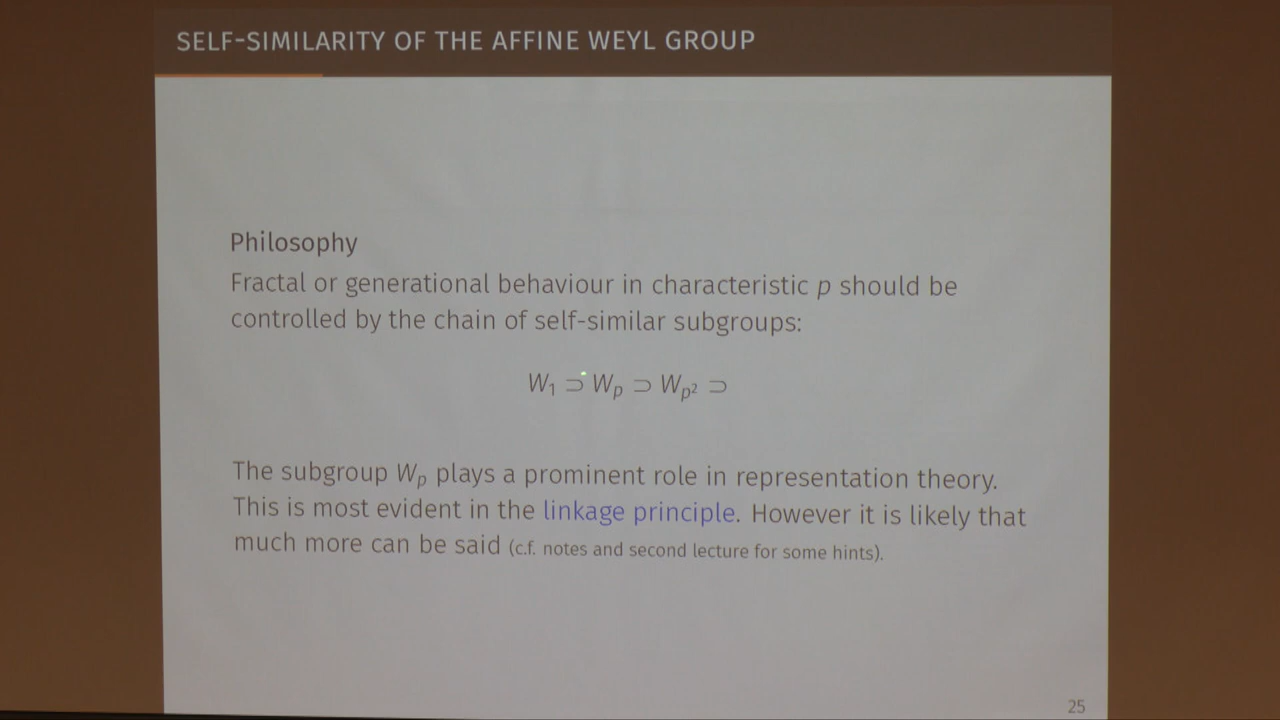 SELF-SIMILARITY OF THE AFFINE WEYL GROUP
Philosophy
Fractal or generational behaviour in characteristic p should be
controlled by the chain of self-similar subgroups:
W₁ ⊃ Wₚ ⊃ Wₚ² ⊃
The subgroup Wₚ plays a prominent role in representation theory.
This is most evident in the linkage principle. However it is likely that
much more can be said (c.f. notes and second lecture for some hints).
25